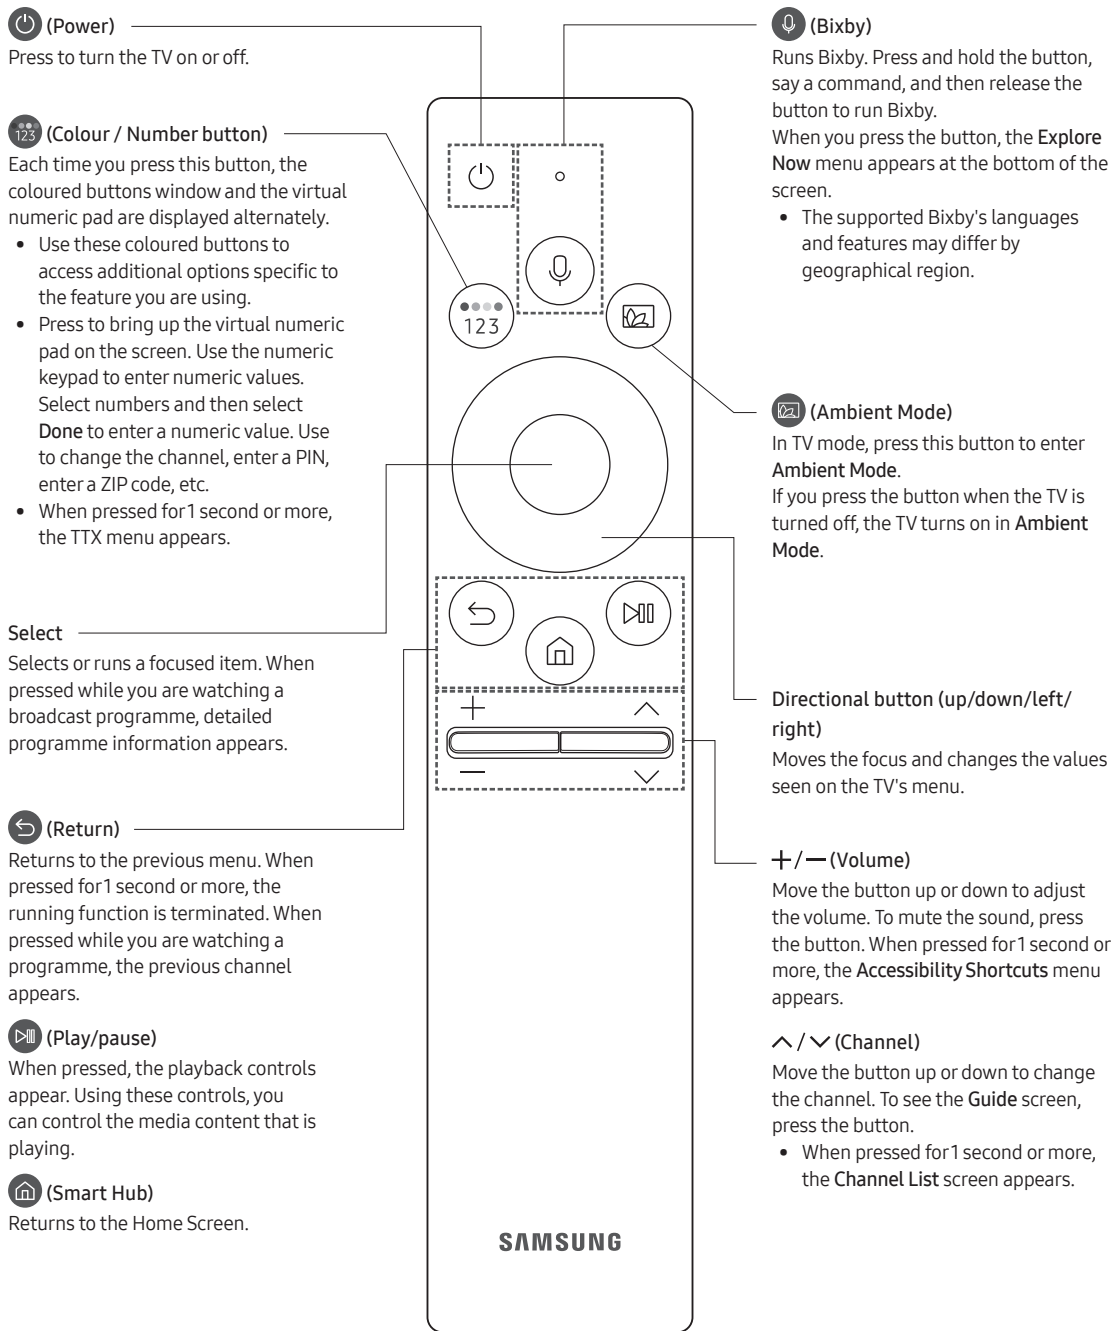 (Power)
Press to turn the TV on or off.
123 (Colour / Number button)
Each time you press this button, the
coloured buttons window and the virtual
numeric pad are displayed alternately.
• Use these coloured buttons to
access additional options specific to
the feature you are using.
• Press to bring up the virtual numeric
pad on the screen. Use the numeric
keypad to enter numeric values.
Select numbers and then select
Done to enter a numeric value. Use
to change the channel, enter a PIN,
enter a ZIP code, etc.
• When pressed for 1 second or more,
the TTX menu appears.
Select
Selects or runs a focused item. When
pressed while you are watching a
broadcast programme, detailed
programme information appears.
(Return)
Returns to the previous menu. When
pressed for 1 second or more, the
running function is terminated. When
pressed while you are watching a
programme, the previous channel
appears.
(Play/pause)
When pressed, the playback controls
appear. Using these controls, you
can control the media content that is
playing.
(Smart Hub)
Returns to the Home Screen.
123
SAMSUNG
(Bixby)
Runs Bixby. Press and hold the button,
say a command, and then release the
button to run Bixby.
When you press the button, the Explore
Now menu appears at the bottom of the
screen.
• The supported Bixby's languages
and features may differ by
geographical region.
(Ambient Mode)
In TV mode, press this button to enter
Ambient Mode.
If you press the button when the TV is
turned off, the TV turns on in Ambient
Mode.
Directional button (up/down/left/
right)
Moves the focus and changes the values
seen on the TV's menu.
+/− (Volume)
Move the button up or down to adjust
the volume. To mute the sound, press
the button. When pressed for 1 second or
more, the Accessibility Shortcuts menu
appears.
∧ / ∨ (Channel)
Move the button up or down to change
the channel. To see the Guide screen,
press the button.
• When pressed for 1 second or more,
the Channel List screen appears.